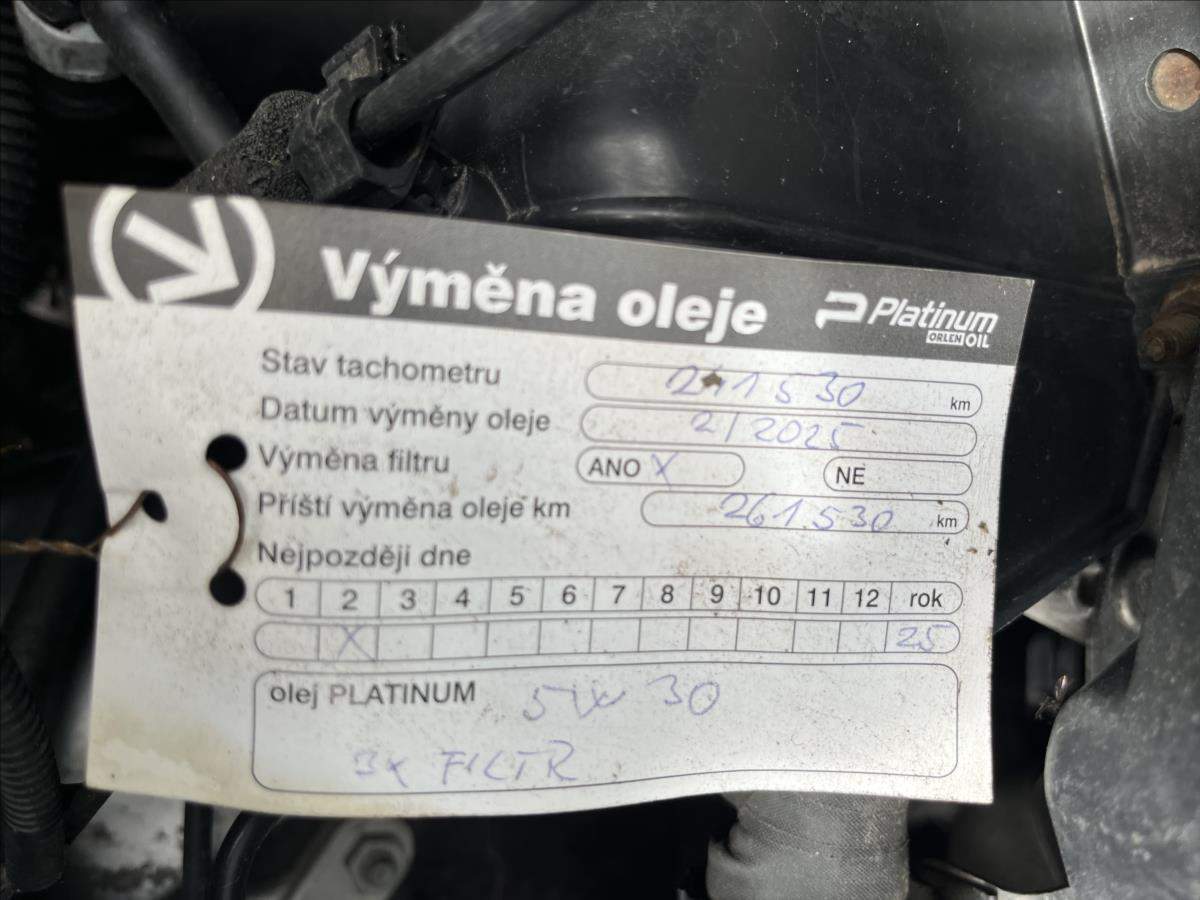 Výměna oleje
Platinum
ORLEN OIL
Stav tachometru 241530 km
Datum výměny oleje 2/2025
Výměna filtru ANO X NE
Příští výměna oleje km 261530 km
Nejpozději dne
1 2 3 4 5 6 7 8 9 10 11 12 rok
X 25
olej PLATINUM 5W30
3x FILTR